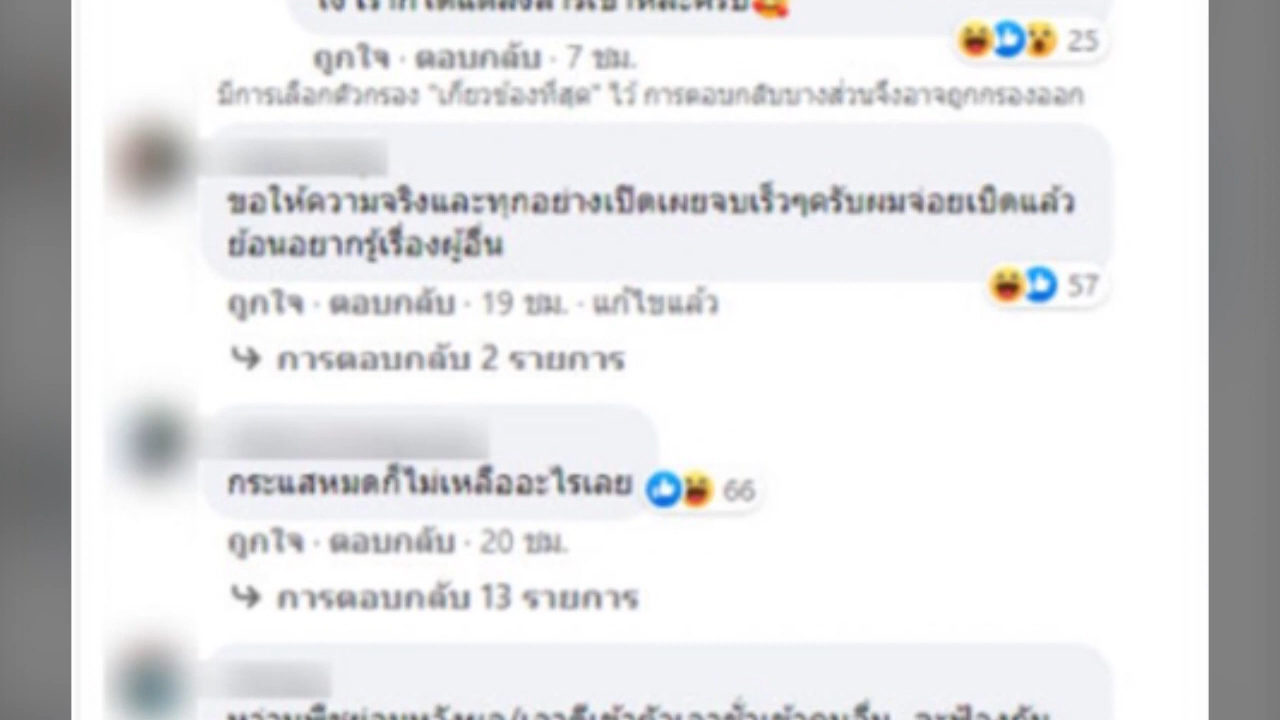 ถูกใจ · ตอบกลับ · 7 ชม.
25
มีการเลือกตัวกรอง "เกี่ยวข้องที่สุด" ไว้ การตอบกลับบางส่วนจึงอาจถูกกรองออก
ขอให้ความจริงและทุกอย่างเปิดเผยจบเร็วๆครับผมจ่อยเบิดแล้ว
ย้อนอยากรู้เรื่องผู้อื่น
57
ถูกใจ · ตอบกลับ · 19 ชม. · แก้ไขแล้ว
การตอบกลับ 2 รายการ
กระแสหมดก็ไม่เหลืออะไรเลย
66
ถูกใจ · ตอบกลับ · 20 ชม.
การตอบกลับ 13 รายการ